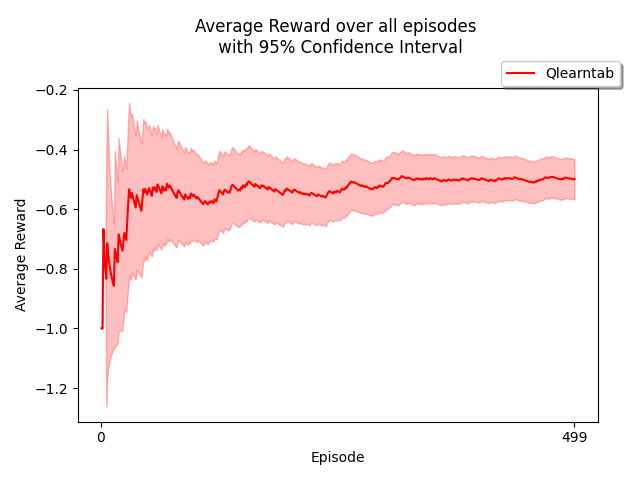 Average Reward over all episodes
with 95% Confidence Interval
Qlearntab
−0.2
−0.4
−0.6
−0.8
−1.0
−1.2
Average Reward
0
499
Episode